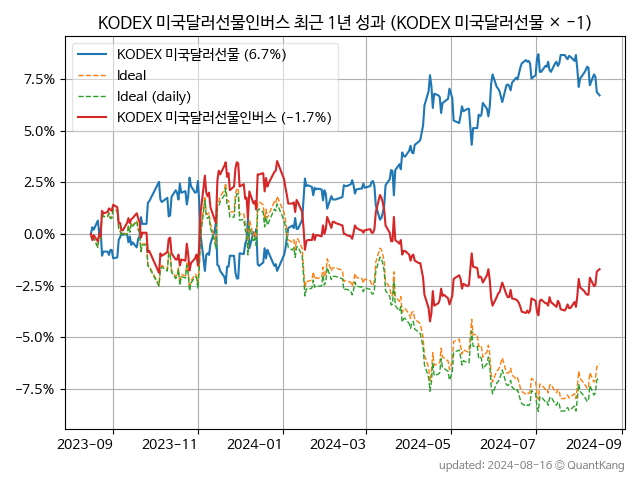 KODEX 미국달러선물인버스 최근 1년 성과 (KODEX 미국달러선물 × −1)
KODEX 미국달러선물 (6.7%)
Ideal
Ideal (daily)
KODEX 미국달러선물인버스 (−1.7%)
7.5%
5.0%
2.5%
0.0%
−2.5%
−5.0%
−7.5%
2023-09 2023-11 2024-01 2024-03 2024-05 2024-07 2024-09
updated: 2024-08-16 © QuantKang